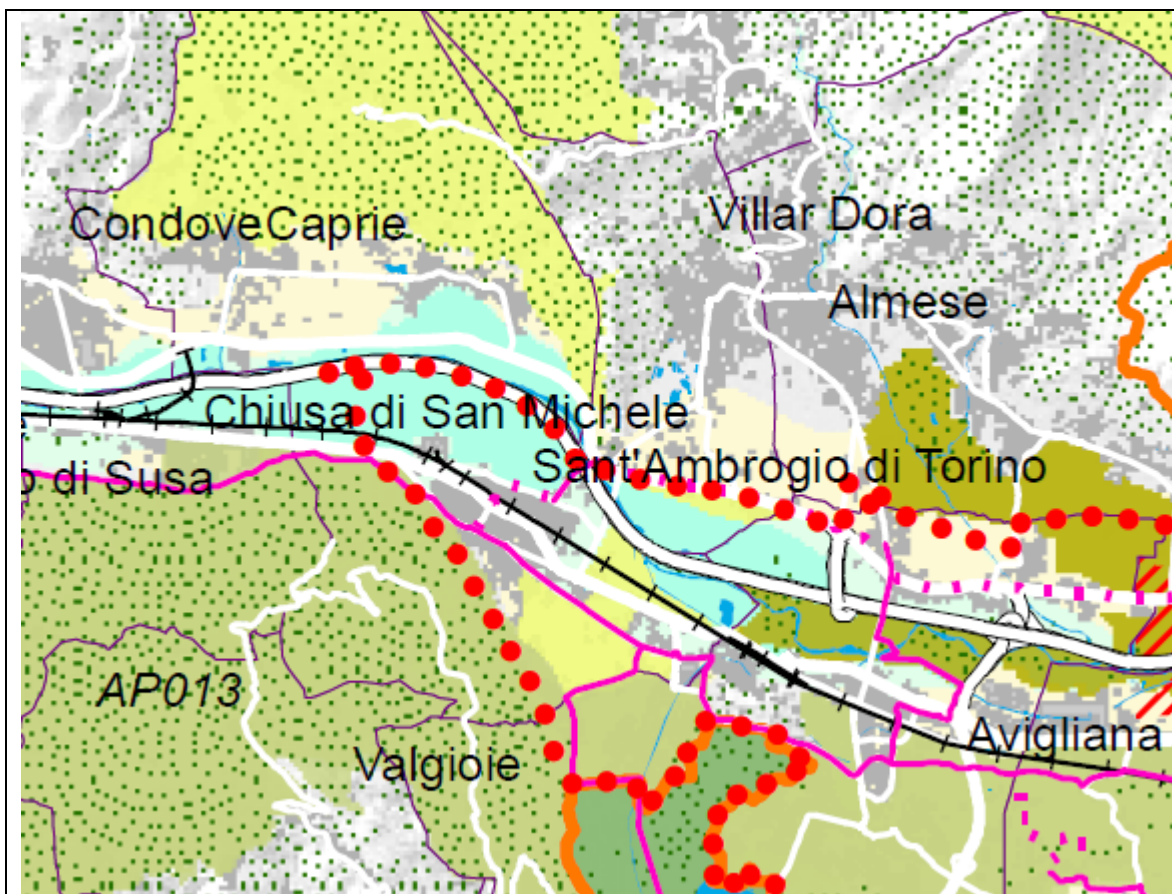 Villar Dora
CondoveCaprie
Almese
Chiusa di San Michele
Sant'Ambrogio di Torino
o di Susa
AP013
Valgioie
Avigliana